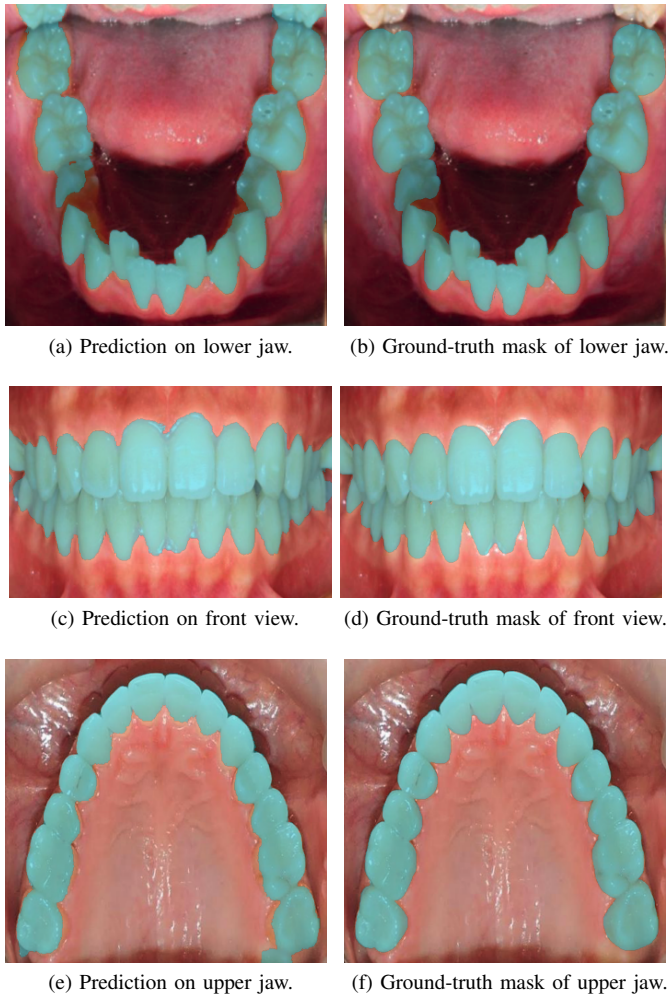 (a) Prediction on lower jaw.
(b) Ground-truth mask of lower jaw.
(c) Prediction on front view.
(d) Ground-truth mask of front view.
(e) Prediction on upper jaw.
(f) Ground-truth mask of upper jaw.